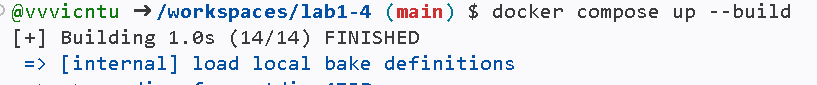 @vvvicntu ➜ /workspaces/lab1-4 (main) $ docker compose up --build
[+] Building 1.0s (14/14) FINISHED
=> [internal] load local bake definitions